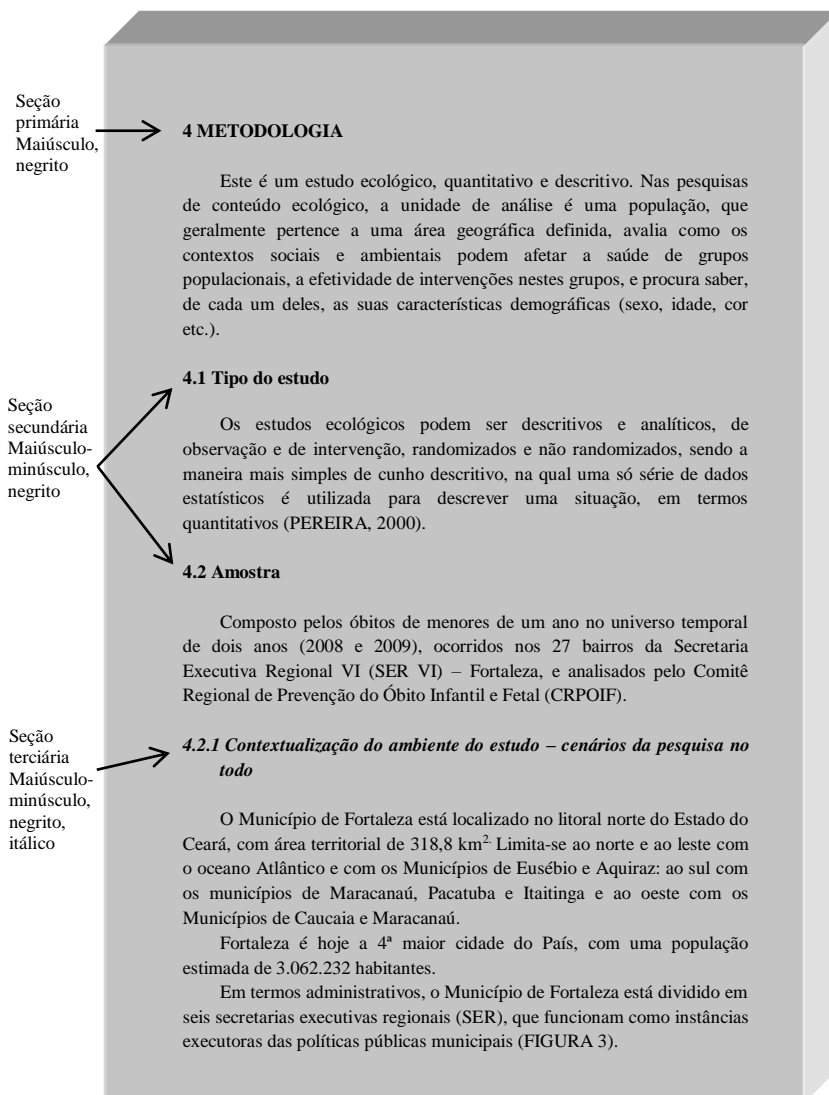 Seção
primária
Maiúsculo,
negrito
4 METODOLOGIA
Este é um estudo ecológico, quantitativo e descritivo. Nas pesquisas
de conteúdo ecológico, a unidade de análise é uma população, que
geralmente pertence a uma área geográfica definida, avalia como os
contextos sociais e ambientais podem afetar a saúde de grupos
populacionais, a efetividade de intervenções nestes grupos, e procura saber,
de cada um deles, as suas características demográficas (sexo, idade, cor
etc.).
Seção
secundária
Maiúsculo-
minúsculo,
negrito
4.1 Tipo do estudo
Os estudos ecológicos podem ser descritivos e analíticos, de
observação e de intervenção, randomizados e não randomizados, sendo a
maneira mais simples de cunho descritivo, na qual uma só série de dados
estatísticos é utilizada para descrever uma situação, em termos
quantitativos (PEREIRA, 2000).
4.2 Amostra
Composto pelos óbitos de menores de um ano no universo temporal
de dois anos (2008 e 2009), ocorridos nos 27 bairros da Secretaria
Executiva Regional VI (SER VI) – Fortaleza, e analisados pelo Comitê
Regional de Prevenção do Óbito Infantil e Fetal (CRPOIF).
Seção
terciária
Maiúsculo-
minúsculo,
negrito,
itálico
4.2.1 Contextualização do ambiente do estudo – cenários da pesquisa no
todo
O Município de Fortaleza está localizado no litoral norte do Estado do
Ceará, com área territorial de 318,8 km². Limita-se ao norte e ao leste com
o oceano Atlântico e com os Municípios de Eusébio e Aquiraz: ao sul com
os municípios de Maracanaú, Pacatuba e Itaitinga e ao oeste com os
Municípios de Caucaia e Maracanaú.
Fortaleza é hoje a 4ª maior cidade do País, com uma população
estimada de 3.062.232 habitantes.
Em termos administrativos, o Município de Fortaleza está dividido em
seis secretarias executivas regionais (SER), que funcionam como instâncias
executoras das políticas públicas municipais (FIGURA 3).